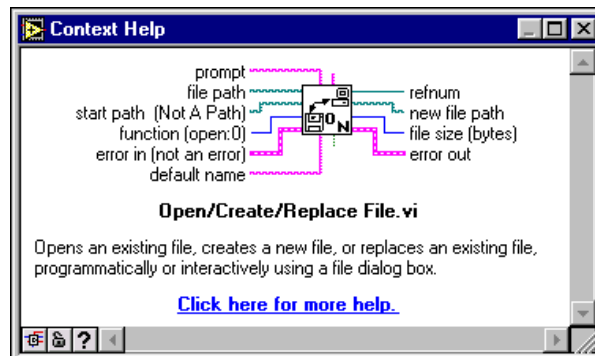 Context Help
prompt
file path
start path (Not A Path)
function (open:0)
error in (not an error)
default name
refnum
new file path
file size (bytes)
error out
N
Open/Create/Replace File.vi
Opens an existing file, creates a new file, or replaces an existing file,
programmatically or interactively using a file dialog box.
Click here for more help.
?